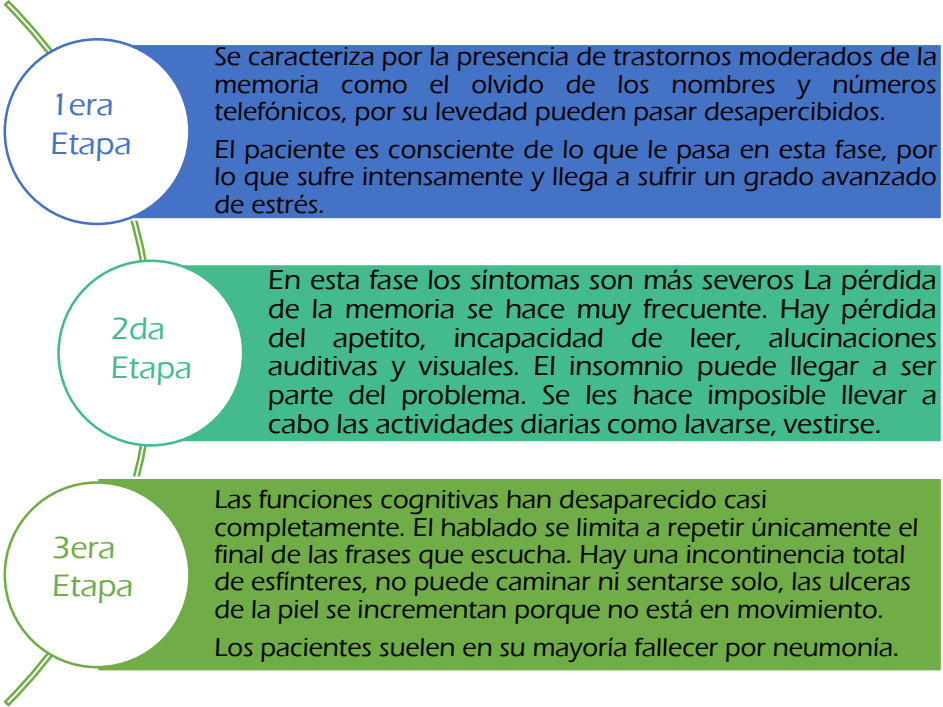 1era
Etapa
Se caracteriza por la presencia de trastornos moderados de la
memoria como el olvido de los nombres y números
telefónicos, por su levedad pueden pasar desapercibidos.
El paciente es consciente de lo que le pasa en esta fase, por
lo que sufre intensamente y llega a sufrir un grado avanzado
de estrés.
2da
Etapa
En esta fase los síntomas son más severos La pérdida
de la memoria se hace muy frecuente. Hay pérdida
del apetito, incapacidad de leer, alucinaciones
auditivas y visuales. El insomnio puede llegar a ser
parte del problema. Se les hace imposible llevar a
cabo las actividades diarias como lavarse, vestirse.
3era
Etapa
Las funciones cognitivas han desaparecido casi
completamente. El hablado se limita a repetir únicamente el
final de las frases que escucha. Hay una incontinencia total
de esfínteres, no puede caminar ni sentarse solo, las ulceras
de la piel se incrementan porque no está en movimiento.
Los pacientes suelen en su mayoría fallecer por neumonía.